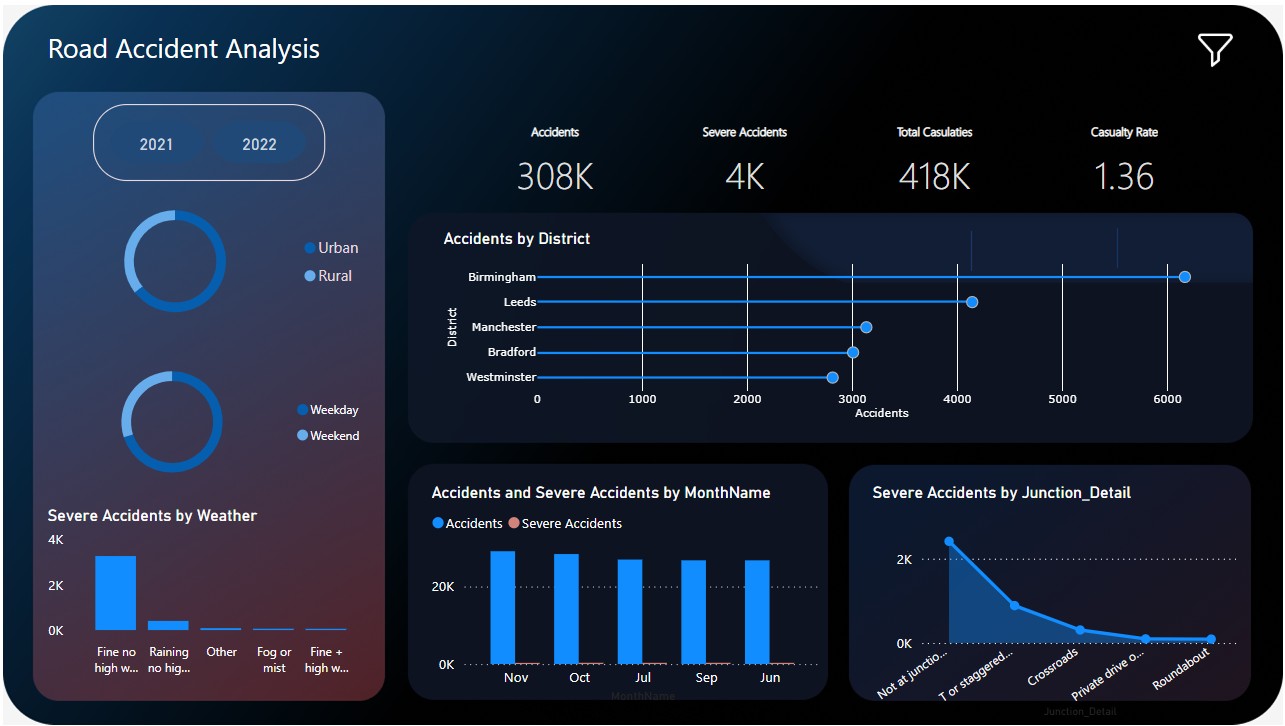 Road Accident Analysis
2021 2022
Urban
Rural
Weekday
Weekend
Severe Accidents by Weather
4K
2K
0K
Fine no high w...
Raining no hig...
Other
Fog or mist
Fine + high w...
Accidents
308K
Severe Accidents
4K
Total Casulaties
418K
Casualty Rate
1.36
Accidents by District
District
Birmingham
Leeds
Manchester
Bradford
Westminster
0 1000 2000 3000 4000 5000 6000
Accidents
Accidents and Severe Accidents by MonthName
Accidents Severe Accidents
20K
0K
Nov Oct Jul Sep Jun
MonthName
Severe Accidents by Junction_Detail
2K
0K
Not at junctio...
T or staggered...
Crossroads
Private drive o...
Roundabout
Junction_Detail